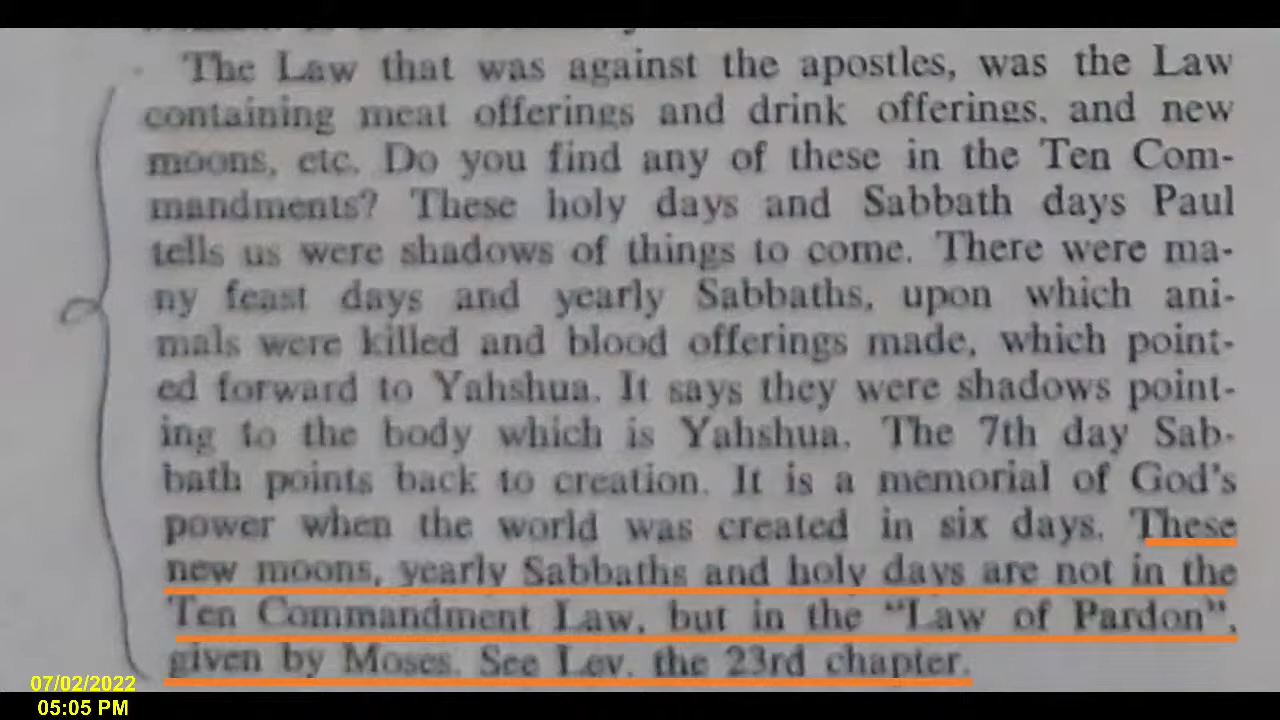 The Law that was against the apostles, was the Law
containing meat offerings and drink offerings, and new
moons, etc. Do you find any of these in the Ten Com-
mandments? These holy days and Sabbath days Paul
tells us were shadows of things to come. There were ma-
ny feast days and yearly Sabbaths, upon which ani-
mals were killed and blood offerings made, which point-
ed forward to Yahshua. It says they were shadows point-
ing to the body which is Yahshua. The 7th day Sab-
bath points back to creation. It is a memorial of God's
power when the world was created in six days. These
new moons, yearly Sabbaths and holy days are not in the
Ten Commandment Law, but in the "Law of Pardon",
given by Moses. See Lev. the 23rd chapter.
07/02/2022
05:05 PM